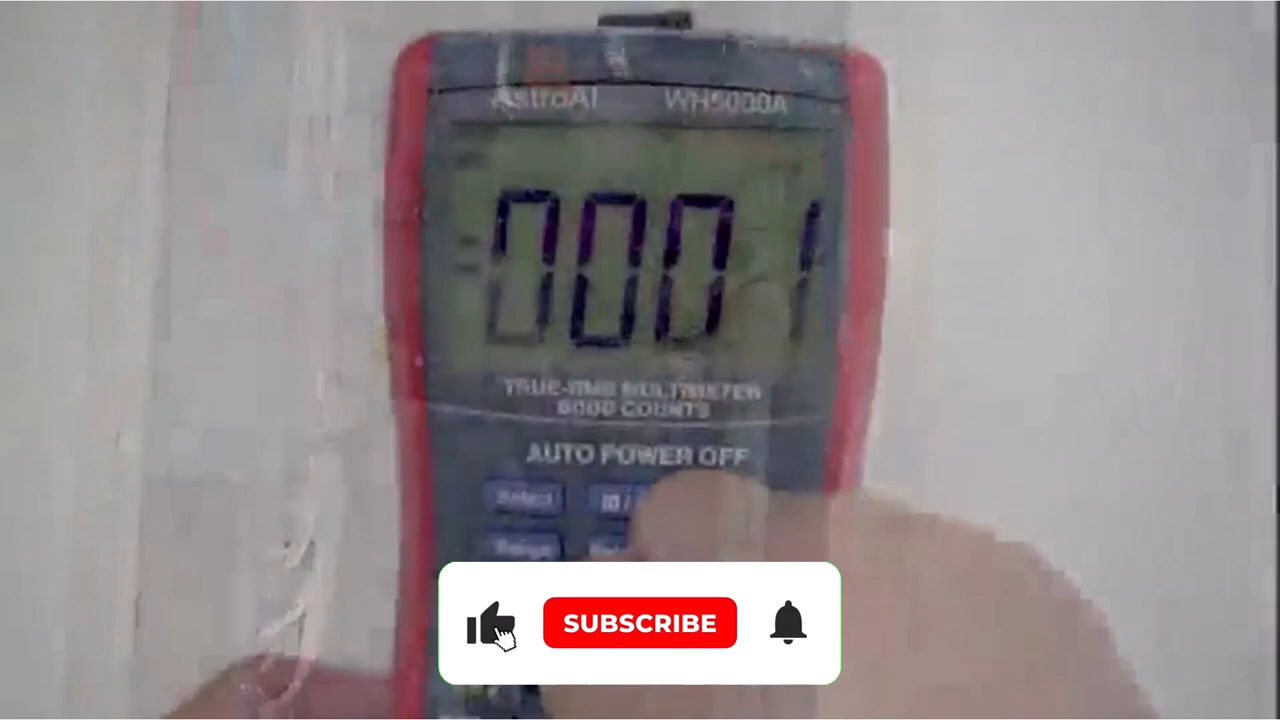 AstroAI WH5000A
0001
TRUE-RMS MULTIMETER
6000 COUNTS
AUTO POWER OFF
Select
Range
SUBSCRIBE